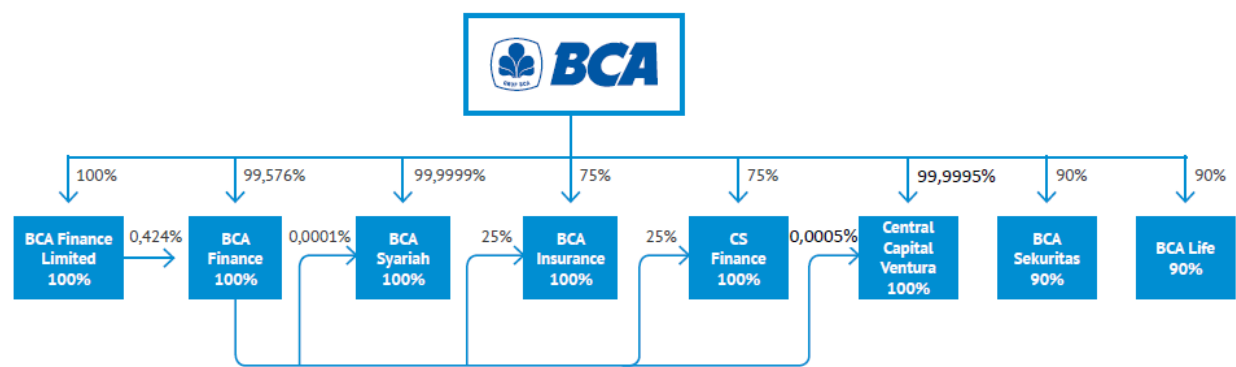 BCA
100%
99,576%
99,9999%
75%
75%
99,9995%
90%
90%
BCA Finance
Limited
100%
0,424%
BCA
Finance
100%
0,0001%
BCA
Syariah
100%
25%
BCA
Insurance
100%
25%
CS
Finance
100%
0,0005%
Central
Capital
Ventura
100%
BCA
Sekuritas
90%
BCA Life
90%